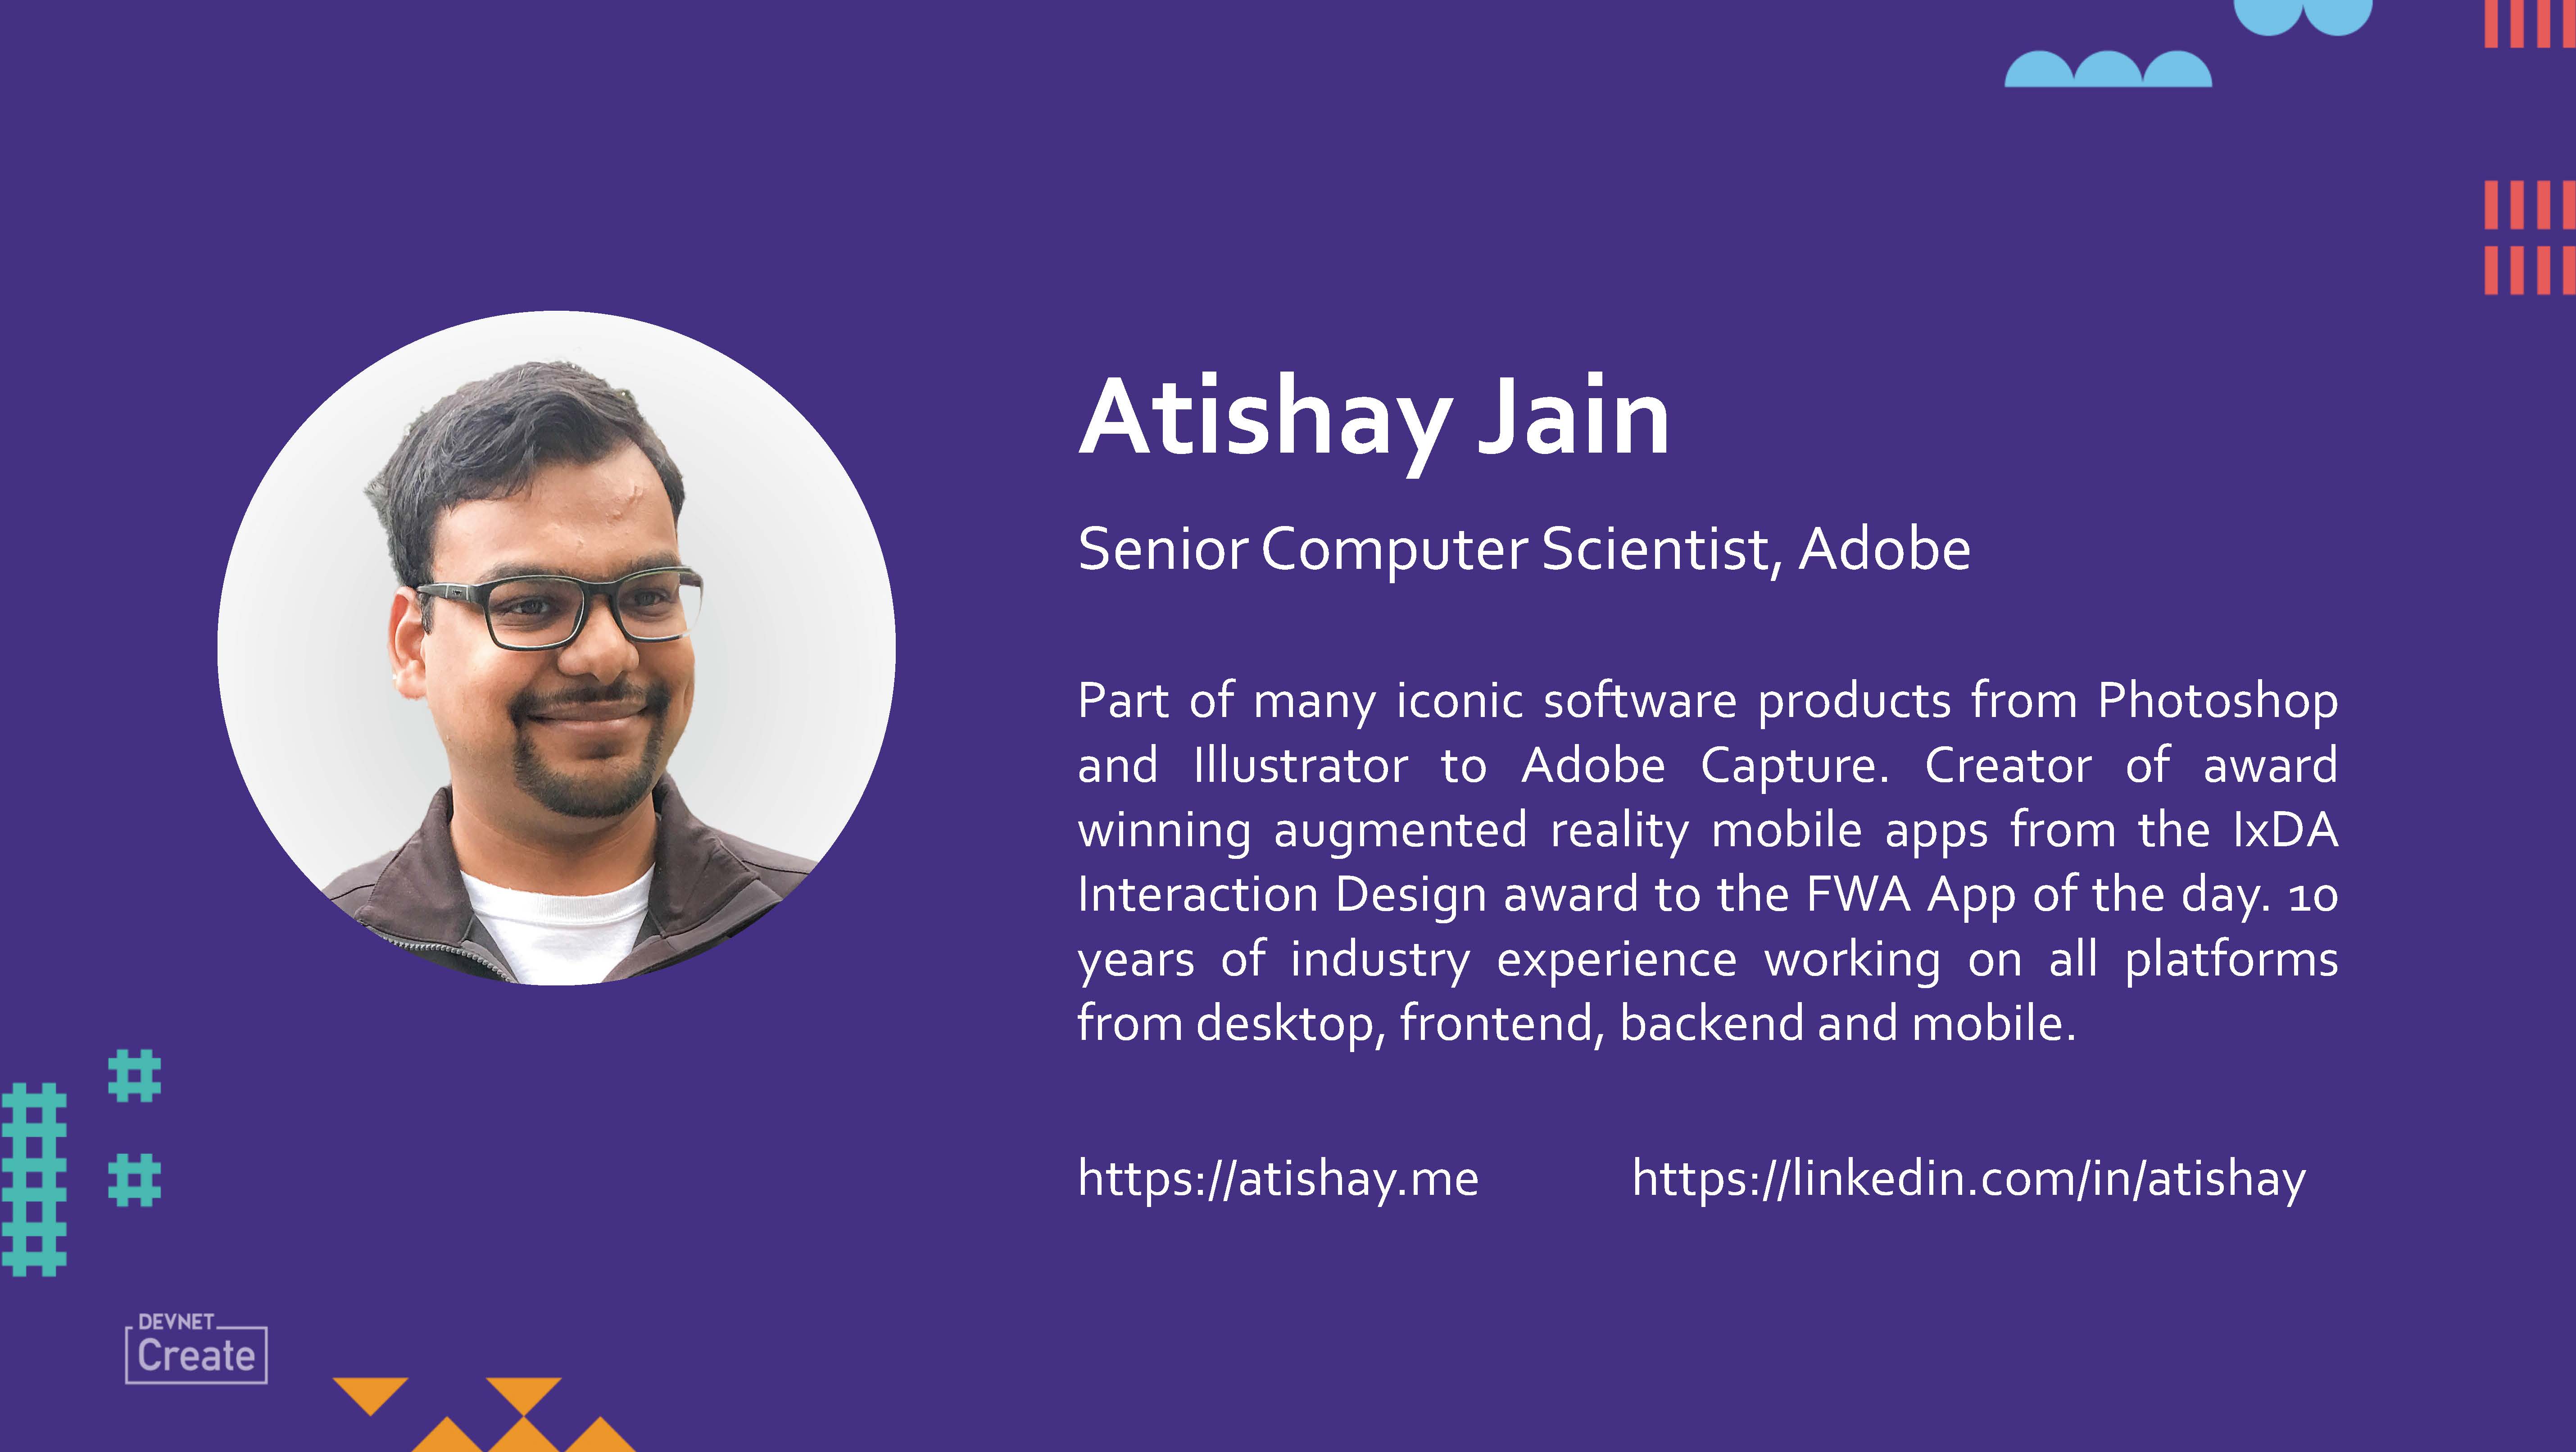 Atishay Jain
Senior Computer Scientist, Adobe
Part of many iconic software products from Photoshop
and Illustrator to Adobe Capture. Creator of award
winning augmented reality mobile apps from the IxDA
Interaction Design award to the FWA App of the day. 10
years of industry experience working on all platforms
from desktop, frontend, backend and mobile.
https://atishay.me https://linkedin.com/in/atishay
DEVNET
Create